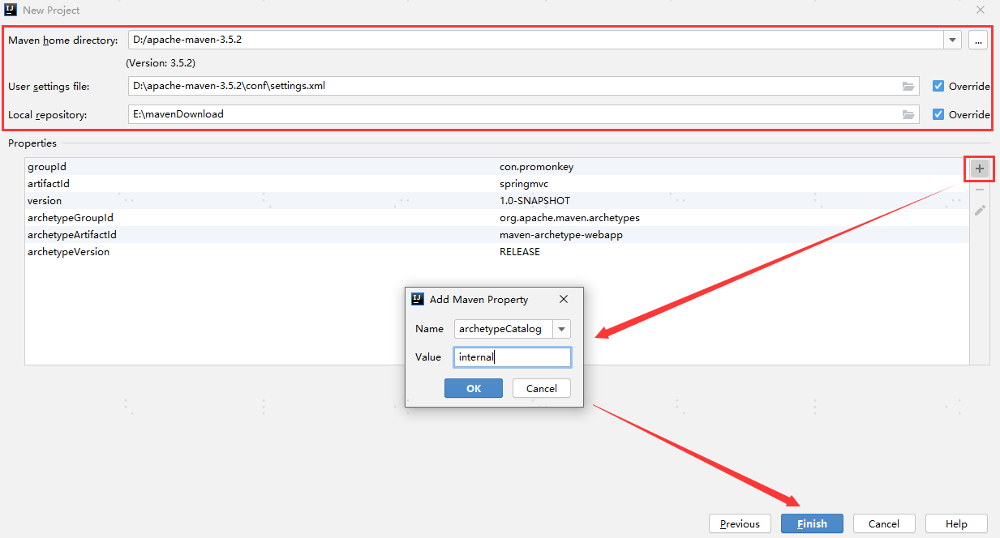 New Project
Maven home directory: D:/apache-maven-3.5.2 ...
(Version: 3.5.2)
User settings file: D:\apache-maven-3.5.2\conf\settings.xml Override
Local repository: E:\mavenDownload Override
Properties
groupId con.promonkey
artifactId springmvc
version 1.0-SNAPSHOT
archetypeGroupId org.apache.maven.archetypes
archetypeArtifactId maven-archetype-webapp
archetypeVersion RELEASE
Add Maven Property
Name archetypeCatalog
Value internal
OK Cancel
Previous Finish Cancel Help